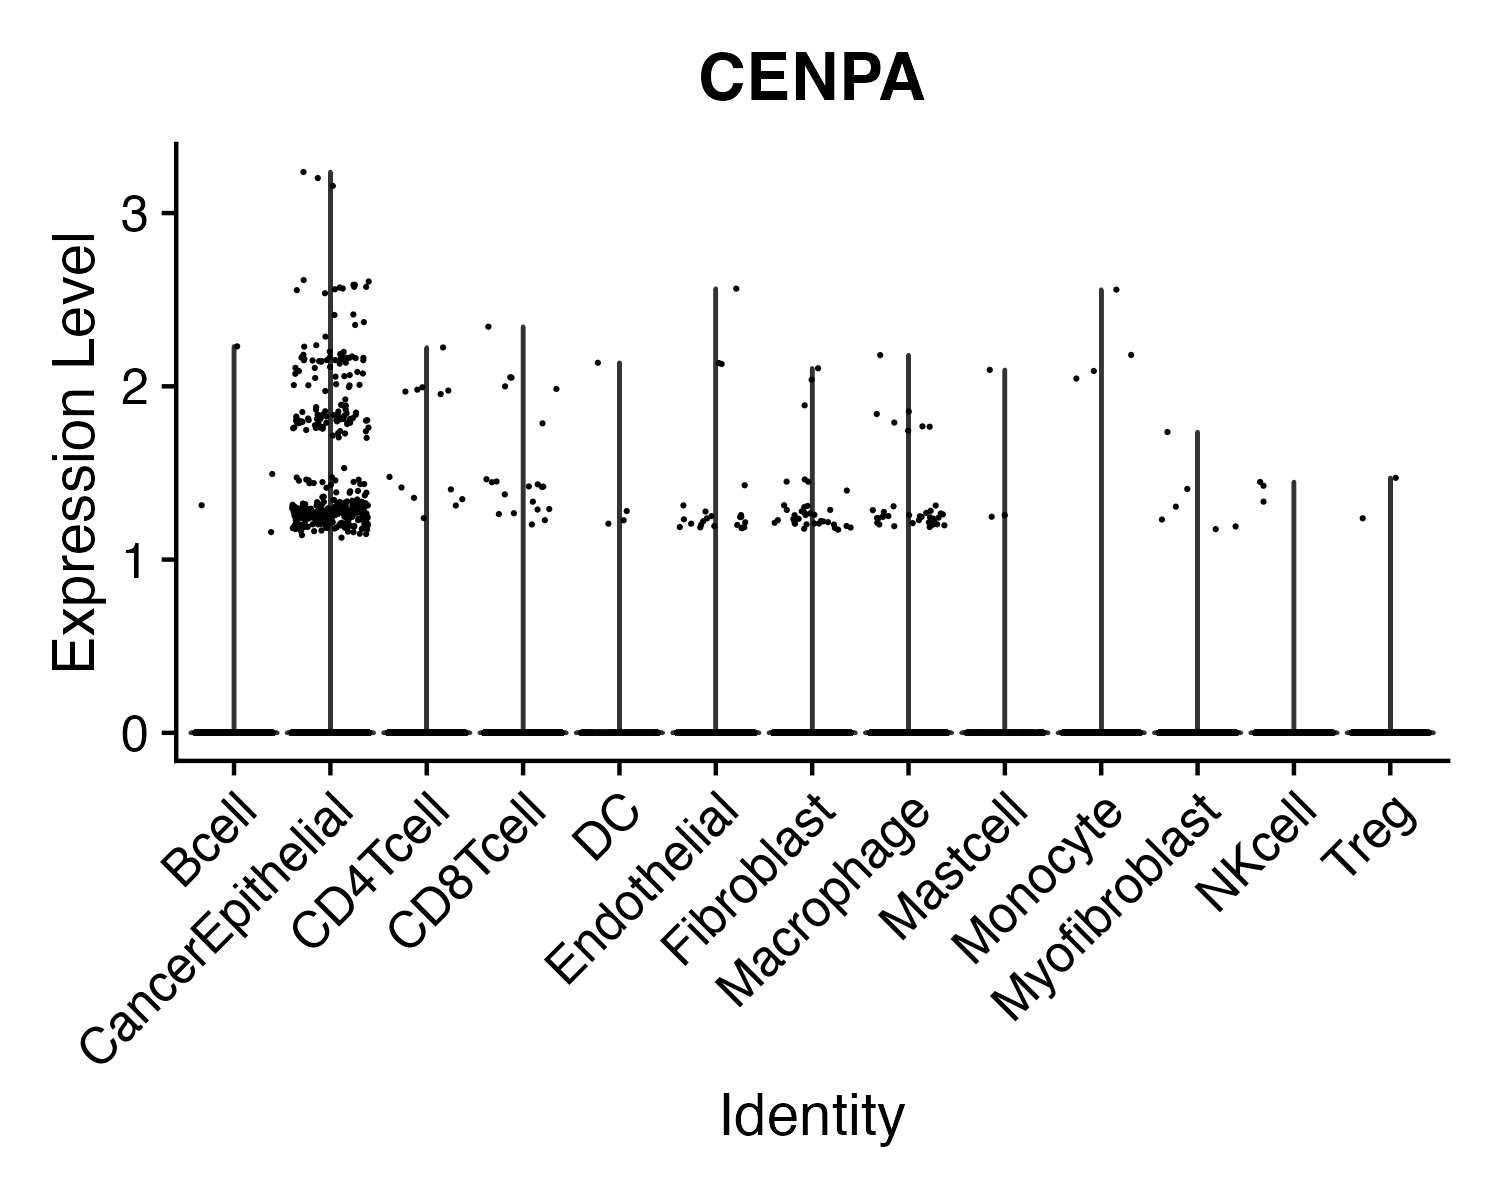 CENPA
Expression Level
3
2
1
0
Bcell
CancerEpithelial
CD4Tcell
CD8Tcell
DC
Endothelial
Fibroblast
Macrophage
Mastcell
Monocyte
Myofibroblast
NKcell
Treg
Identity